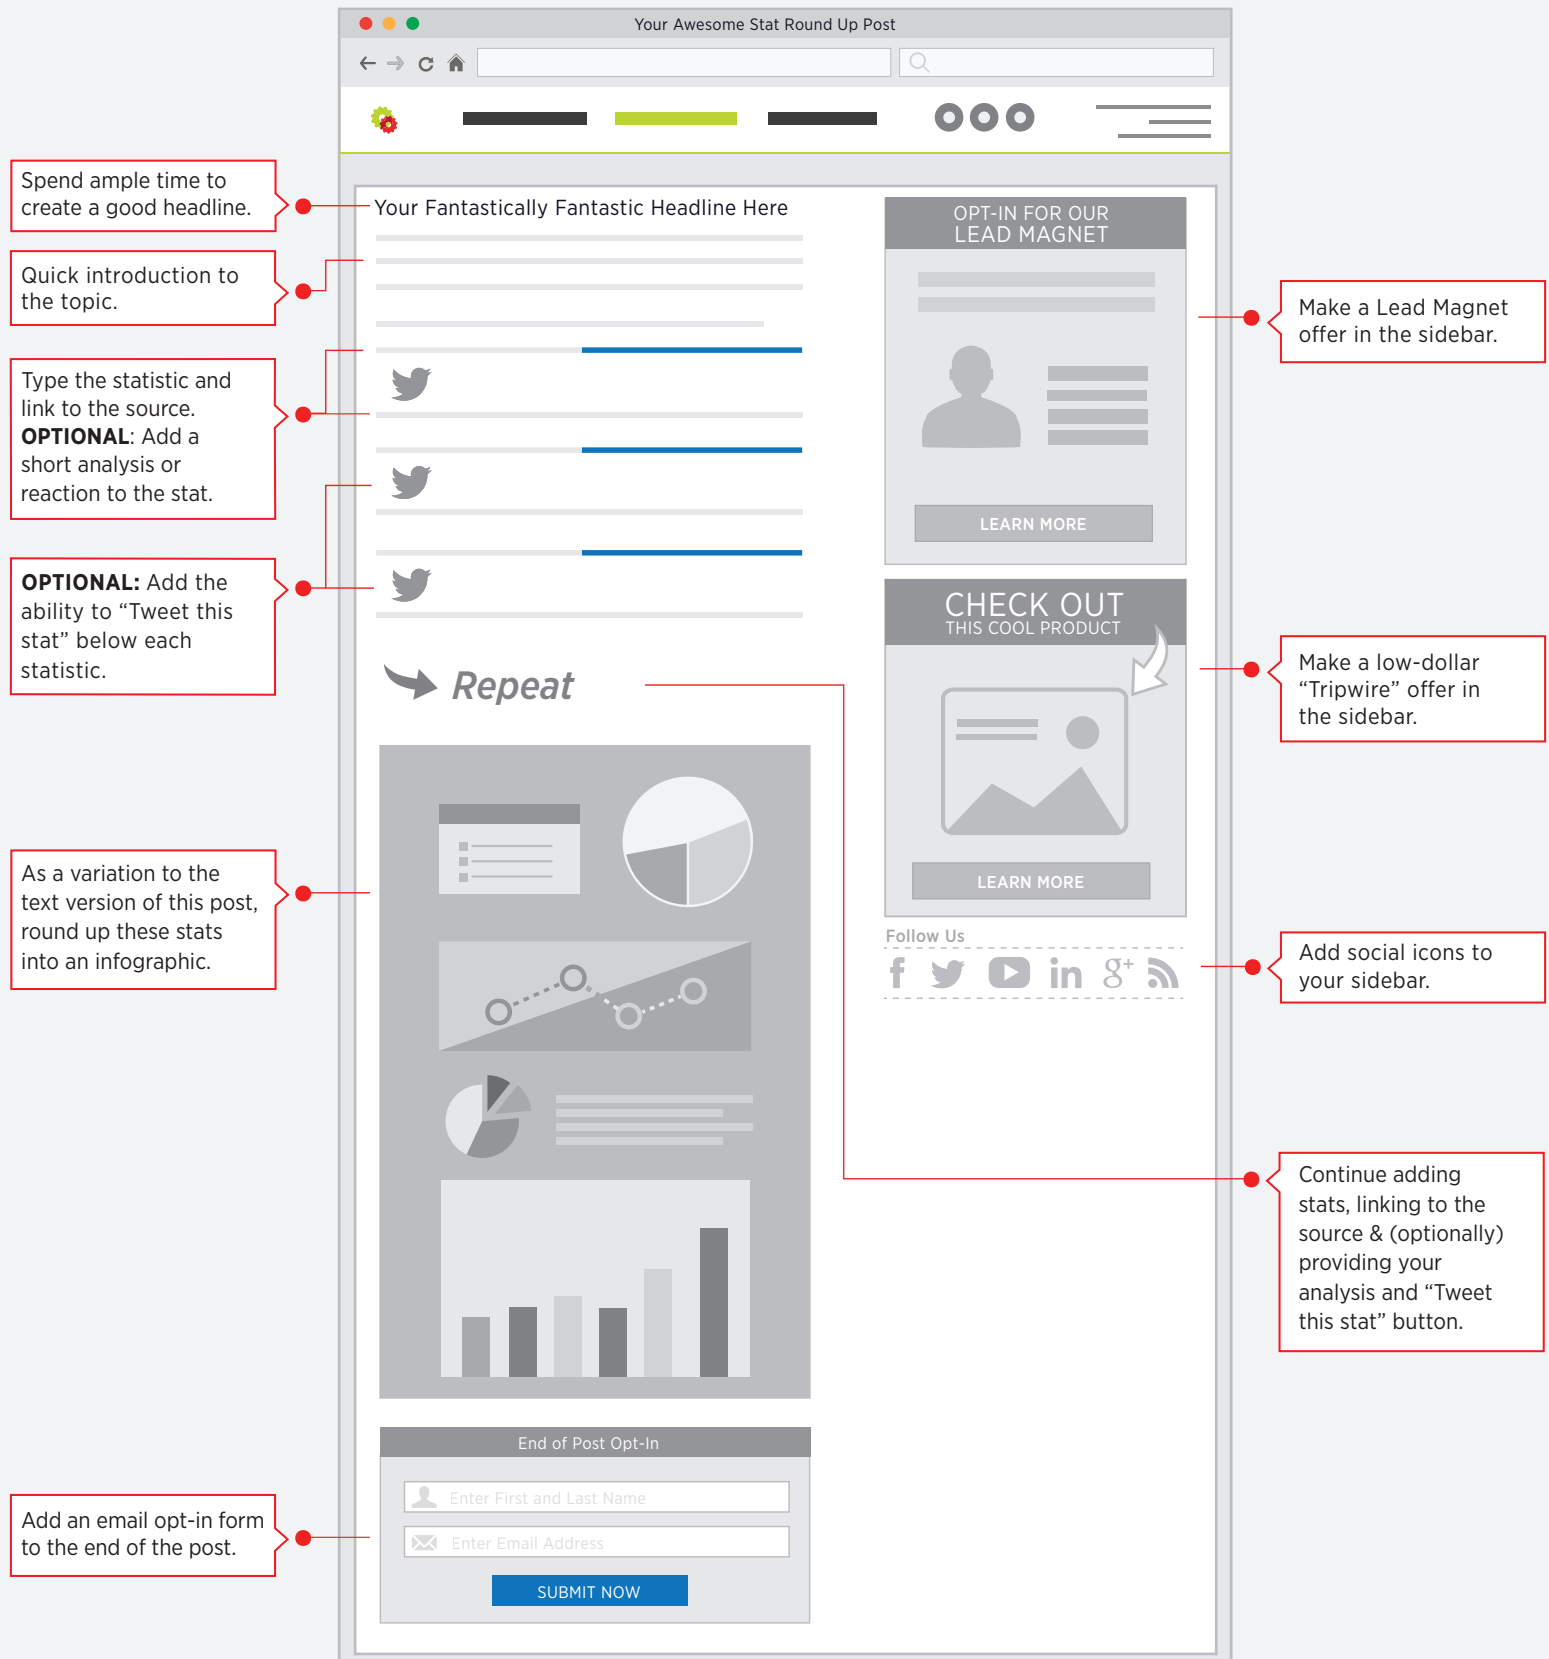 Your Awesome Stat Round Up Post
Spend ample time to
create a good headline.
Quick introduction to
the topic.
Type the statistic and
link to the source.
OPTIONAL: Add a
short analysis or
reaction to the stat.
OPTIONAL: Add the
ability to “Tweet this
stat” below each
statistic.
As a variation to the
text version of this post,
round up these stats
into an infographic.
Add an email opt-in form
to the end of the post.
Your Fantastically Fantastic Headline Here
Repeat
End of Post Opt-In
Enter First and Last Name
Enter Email Address
SUBMIT NOW
OPT-IN FOR OUR
LEAD MAGNET
LEARN MORE
CHECK OUT
THIS COOL PRODUCT
LEARN MORE
Follow Us
f in g+
Make a Lead Magnet
offer in the sidebar.
Make a low-dollar
“Tripwire” offer in
the sidebar.
Add social icons to
your sidebar.
Continue adding
stats, linking to the
source & (optionally)
providing your
analysis and “Tweet
this stat” button.